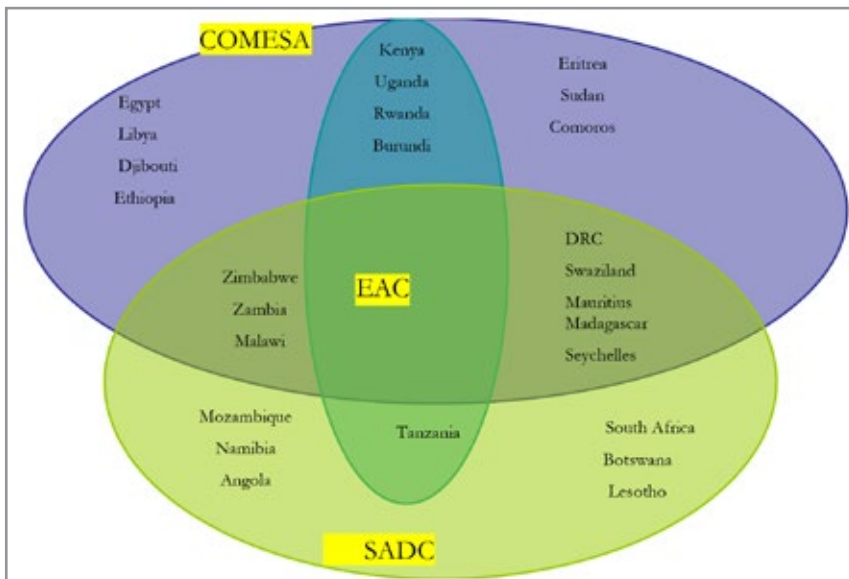 COMESA
Kenya
Uganda
Rwanda
Burundi
Eritrea
Sudan
Comoros
Egypt
Libya
Djibouti
Ethiopia
DRC
Swaziland
Mauritius
Madagascar
Seychelles
Zimbabwe
Zambia
Malawi
EAC
Mozambique
Namibia
Angola
Tanzania
South Africa
Botswana
Lesotho
SADC